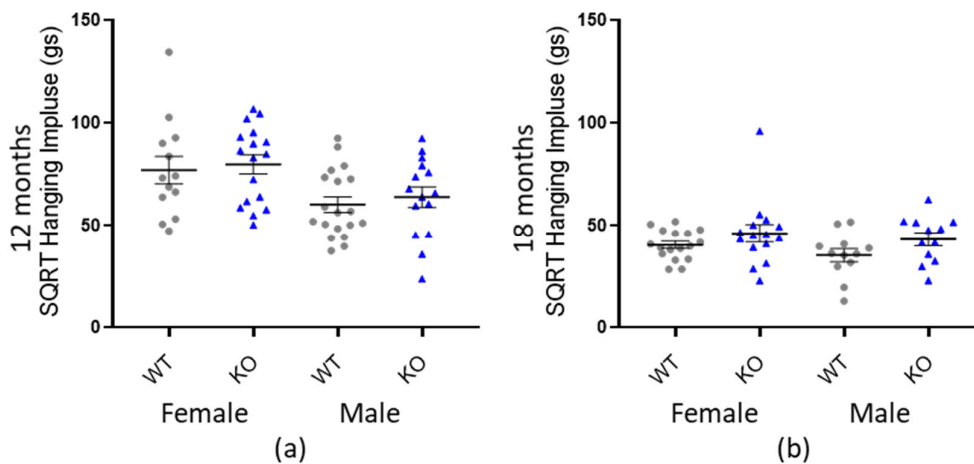 12 months
SQRT Hanging Impluse (gs)
150
100
50
0
WT
KO
WT
KO
Female
Male
(a)
18 months
SQRT Hanging Impluse (gs)
150
100
50
0
WT
KO
WT
KO
Female
Male
(b)